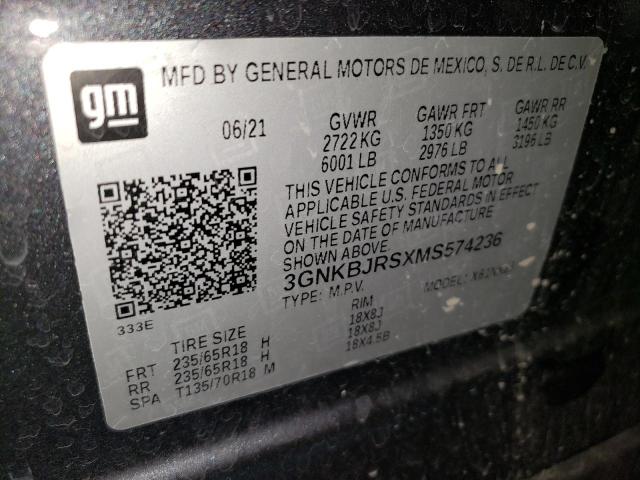 gm
MFD BY GENERAL MOTORS DE MEXICO, S. DE R.L. DE C.V.
06/21 GVWR GAWR FRT GAWR RR
2722 KG 1350 KG 1450 KG
6001 LB 2976 LB 3196 LB
THIS VEHICLE CONFORMS TO ALL
APPLICABLE U.S. FEDERAL MOTOR
VEHICLE SAFETY STANDARDS IN EFFECT
ON THE DATE OF MANUFACTURE
SHOWN ABOVE.
3GNKBJRSXMS574236
TYPE: M.P.V. MODEL:
333E
TIRE SIZE RIM
FRT 235/65R18 H 18X8J
RR 235/65R18 H 18X8J
SPA T135/70R18 M 18X4.5B